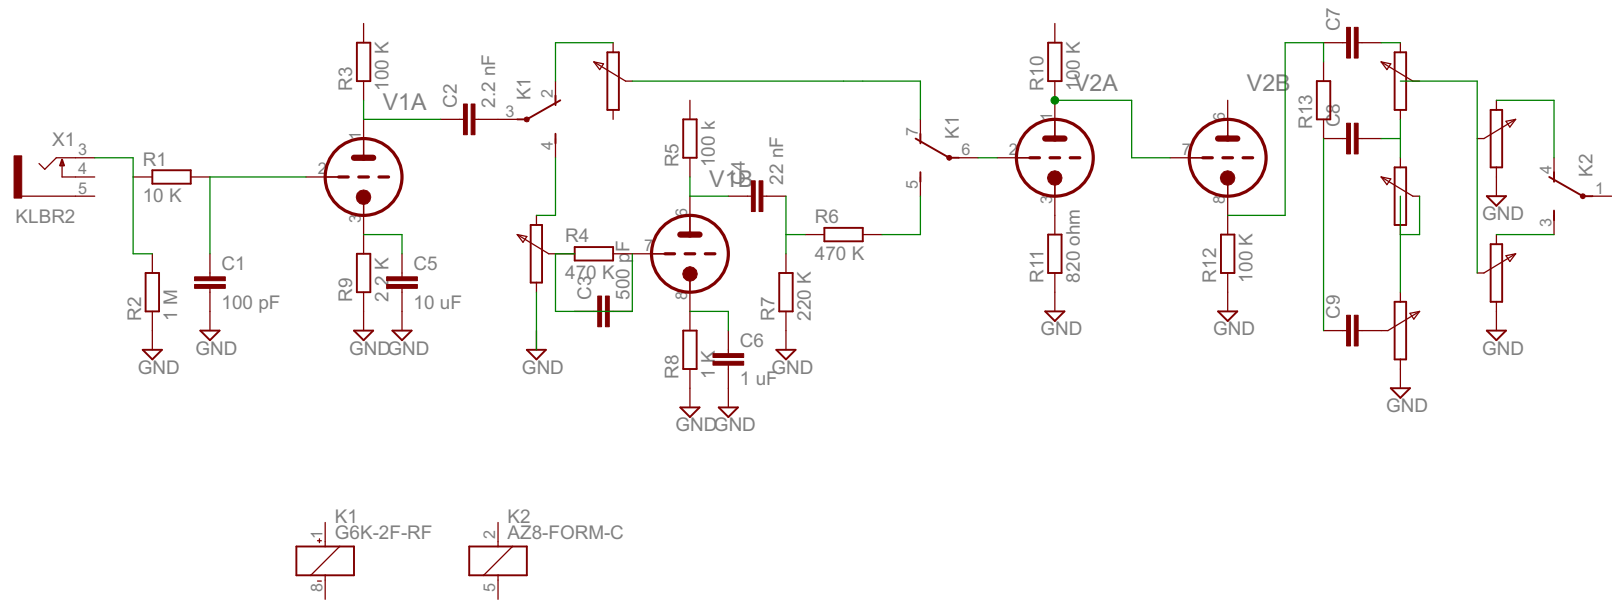 X1
3
4
5
KLBR2
R1
10 K
R2
1 M
GND
C1
100 pF
GND
R3
100 K
V1A
1
2
3
R9
2.2 K
GND
C5
10 uF
GND
C2
2.2 nF
K1
2
3
4
R4
470 K
C3
500 pF
GND
R5
100 k
V1B
6
7
8
R8
1 K
GND
C6
1 uF
GND
C4
22 nF
R7
220 K
GND
R6
470 K
K1
7
6
5
R10
100 K
V2A
1
2
3
R11
820 ohm
GND
V2B
6
7
8
R12
100 K
GND
C7
R13
C8
C9
GND
GND
GND
K2
4
1
3
K1
G6K-2F-RF
1
+
8
-
K2
AZ8-FORM-C
2
5